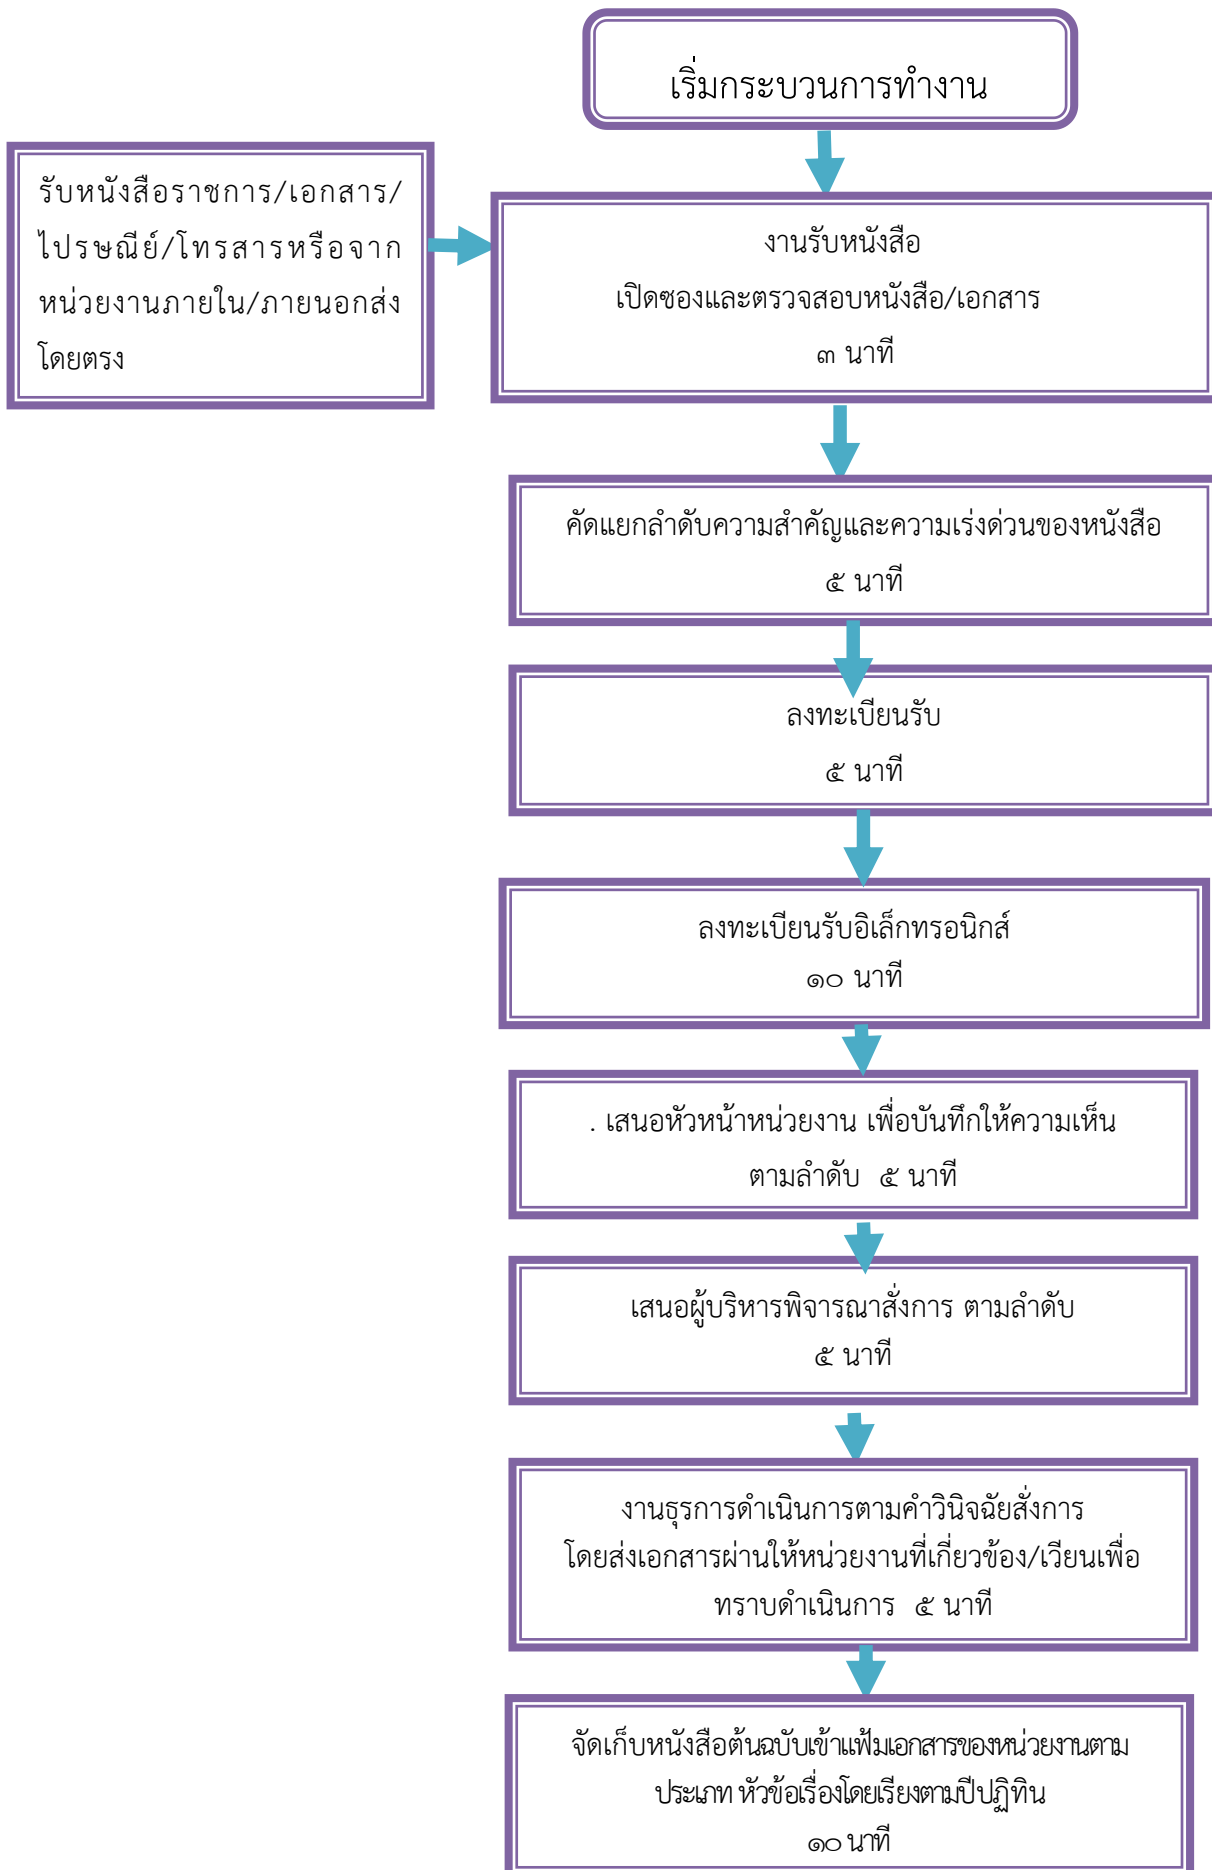 เริ่มกระบวนการทำงาน
รับหนังสือราชการ/เอกสาร/
ไปรษณีย์/โทรสารหรือจาก
หน่วยงานภายใน/ภายนอกส่ง
โดยตรง
งานรับหนังสือ
เปิดซองและตรวจสอบหนังสือ/เอกสาร
๓ นาที
คัดแยกลำดับความสำคัญและความเร่งด่วนของหนังสือ
๕ นาที
ลงทะเบียนรับ
๕ นาที
ลงทะเบียนรับอิเล็กทรอนิกส์
๑๐ นาที
. เสนอหัวหน้าหน่วยงาน เพื่อบันทึกให้ความเห็น
ตามลำดับ ๕ นาที
เสนอผู้บริหารพิจารณาสั่งการ ตามลำดับ
๕ นาที
งานธุรการดำเนินการตามคำวินิจฉัยสั่งการ
โดยส่งเอกสารผ่านให้หน่วยงานที่เกี่ยวข้อง/เวียนเพื่อ
ทราบดำเนินการ ๕ นาที
จัดเก็บหนังสือต้นฉบับเข้าแฟ้มเอกสารของหน่วยงานตาม
ประเภท หัวข้อเรื่องโดยเรียงตามปีปฏิทิน
๑๐ นาที